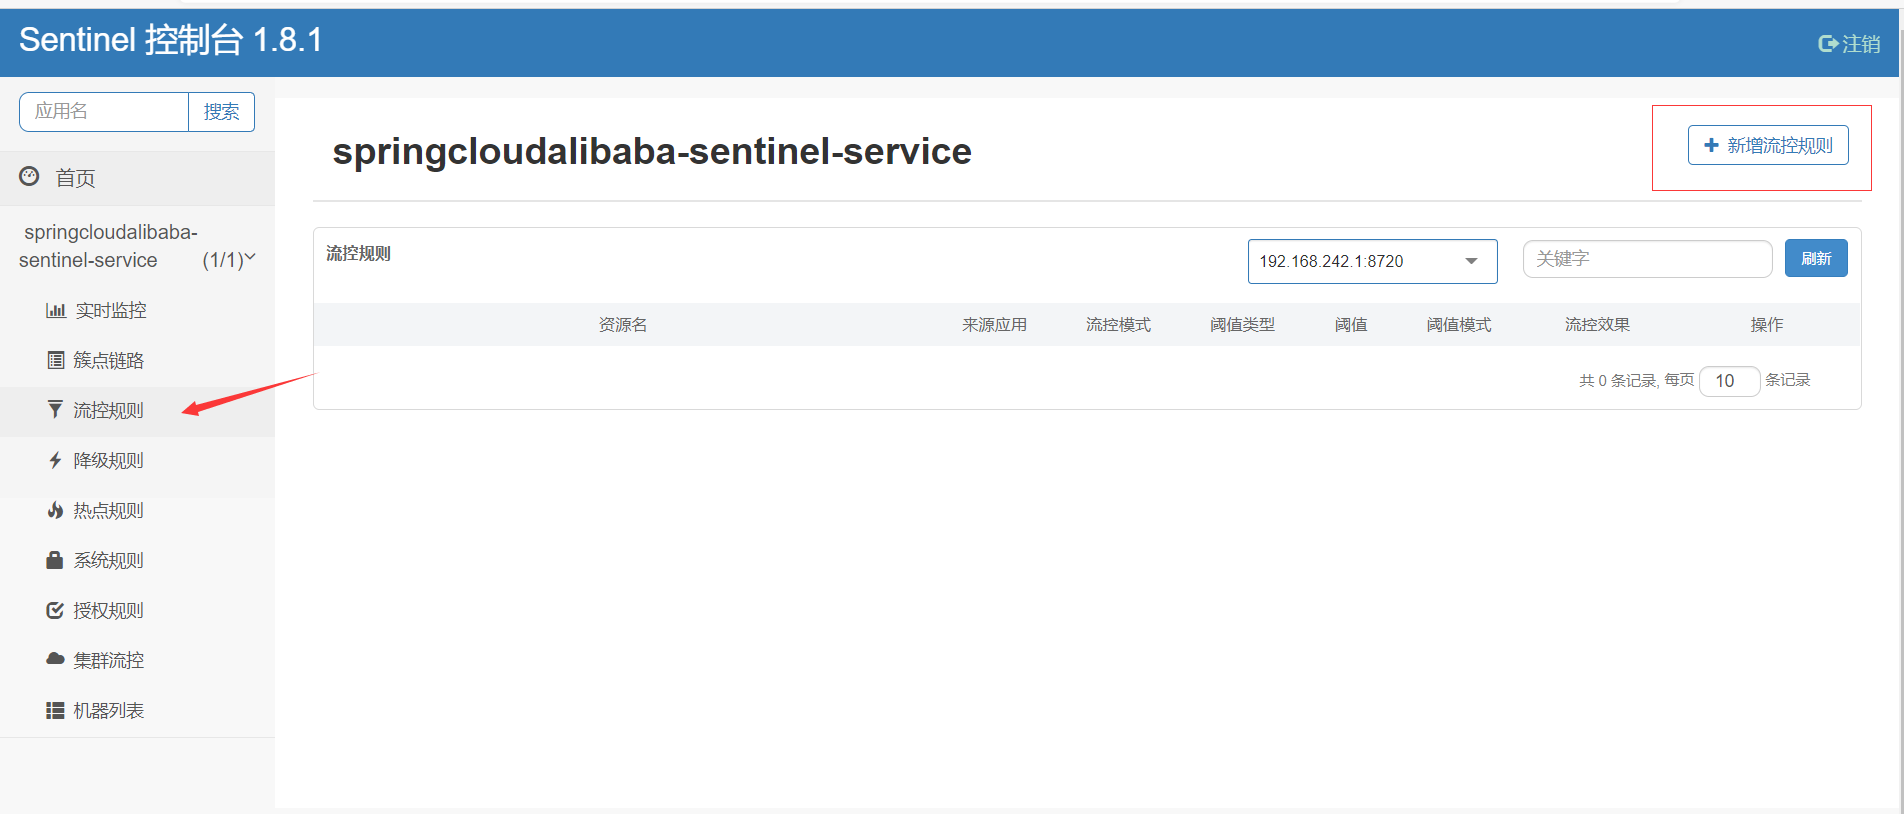 Sentinel 控制台 1.8.1
注销
应用名
搜索
首页
springcloudalibaba-
sentinel-service (1/1)
实时监控
簇点链路
流控规则
降级规则
热点规则
系统规则
授权规则
集群流控
机器列表
springcloudalibaba-sentinel-service
新增流控规则
流控规则
192.168.242.1:8720
关键字
刷新
资源名 来源应用 流控模式 阈值类型 阈值 阈值模式 流控效果 操作
共 0 条记录, 每页 10 条记录